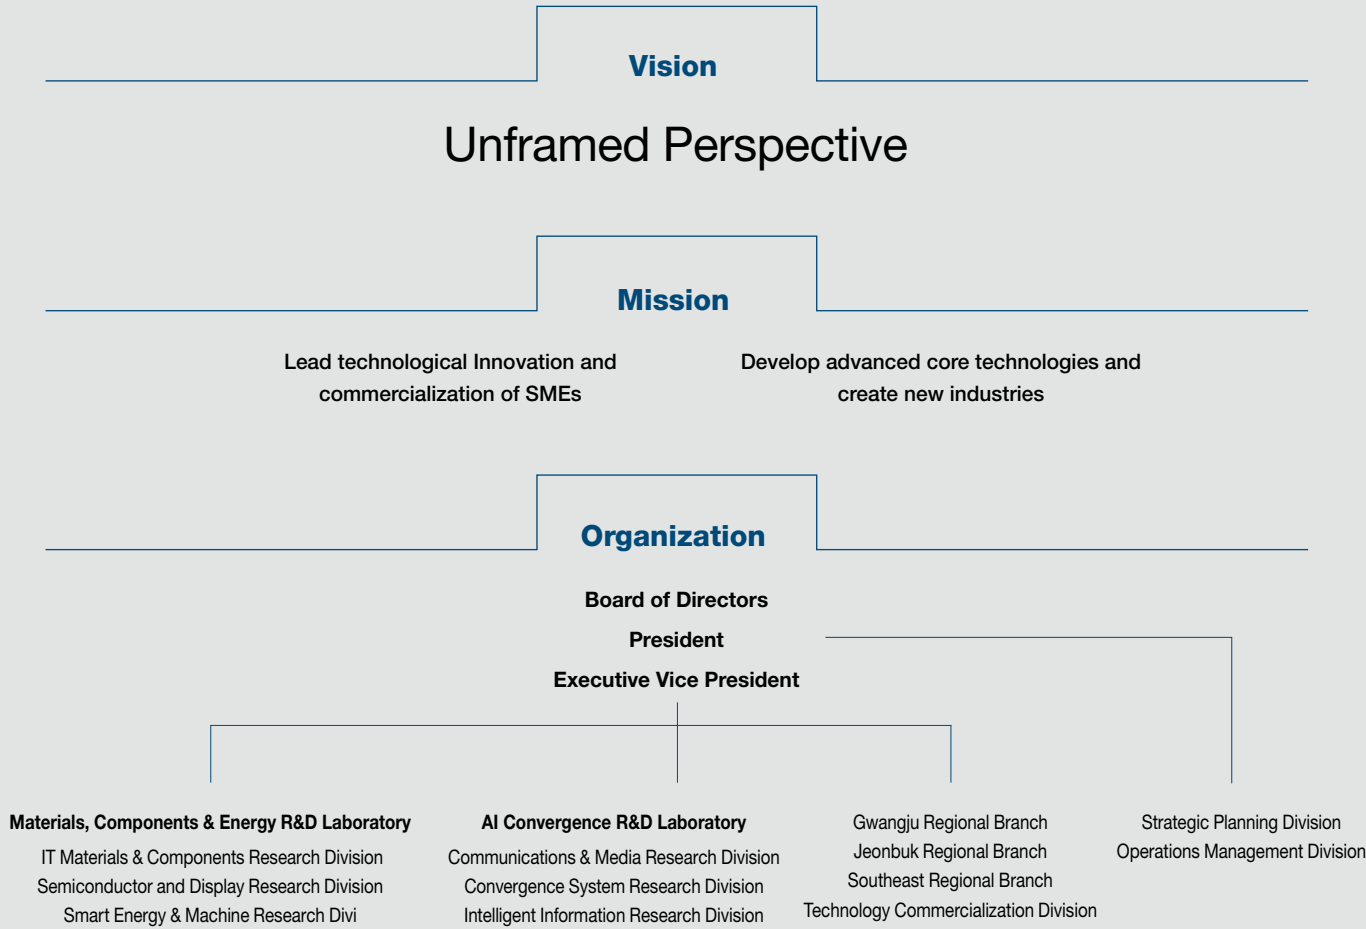 Vision
Unframed Perspective
Mission
Lead technological Innovation and
commercialization of SMEs
Develop advanced core technologies and
create new industries
Organization
Board of Directors
President
Executive Vice President
Materials, Components & Energy R&D Laboratory
IT Materials & Components Research Division
Semiconductor and Display Research Division
Smart Energy & Machine Research Divi
AI Convergence R&D Laboratory
Communications & Media Research Division
Convergence System Research Division
Intelligent Information Research Division
Gwangju Regional Branch
Jeonbuk Regional Branch
Southeast Regional Branch
Technology Commercialization Division
Strategic Planning Division
Operations Management Division